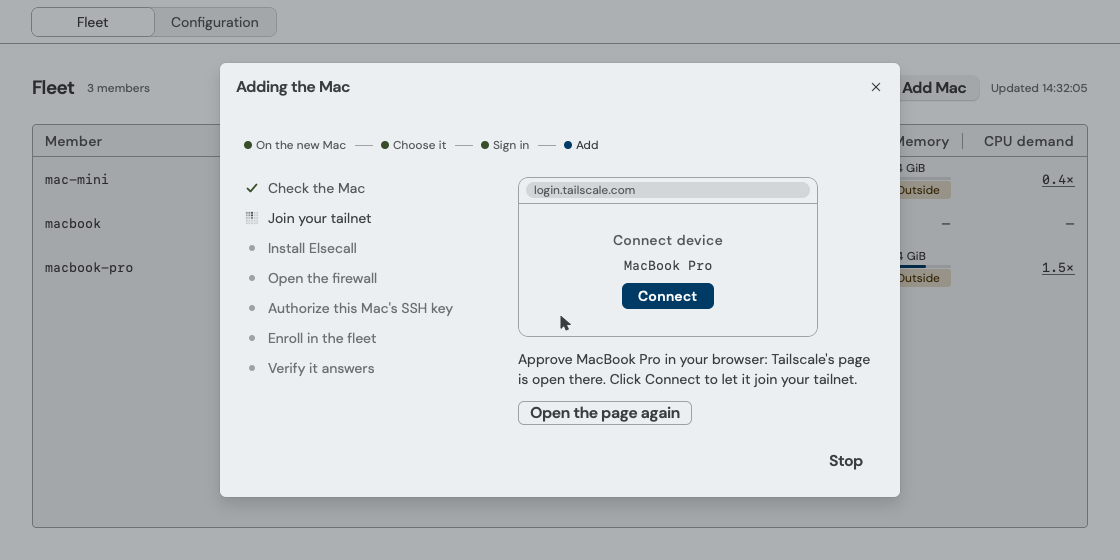 Fleet
Configuration
Fleet
3 members
Add Mac
Updated 14:32:05
Member
Memory
CPU demand
mac-mini
GiB
Outside
0.4×
macbook
—
—
macbook-pro
GiB
Outside
1.5×
Adding the Mac
On the new Mac
Choose it
Sign in
Add
Check the Mac
Join your tailnet
Install Elsecall
Open the firewall
Authorize this Mac's SSH key
Enroll in the fleet
Verify it answers
login.tailscale.com
Connect device
MacBook Pro
Connect
Approve MacBook Pro in your browser: Tailscale's page
is open there. Click Connect to let it join your tailnet.
Open the page again
Stop